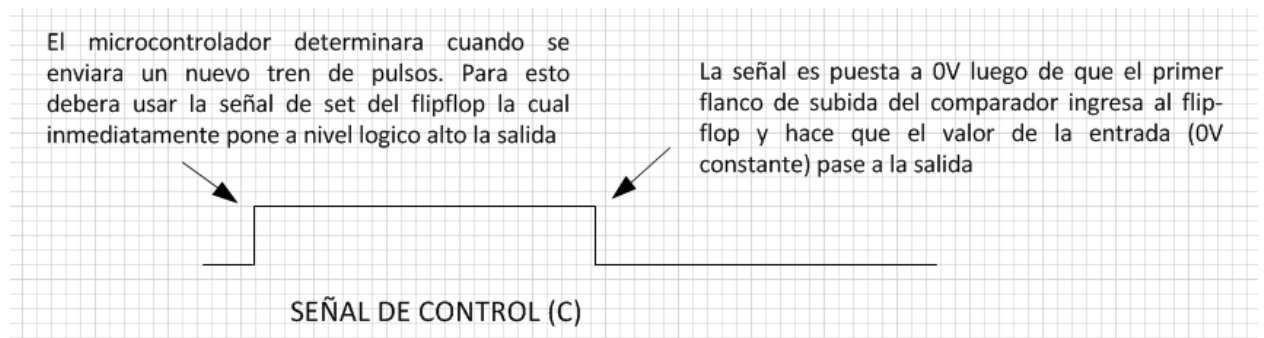 El microcontrolador determinara cuando se
enviara un nuevo tren de pulsos. Para esto
debera usar la señal de set del flipflop la cual
inmediatamente pone a nivel logico alto la salida
La señal es puesta a 0V luego de que el primer
flanco de subida del comparador ingresa al flip-
flop y hace que el valor de la entrada (0V
constante) pase a la salida
SEÑAL DE CONTROL (C)